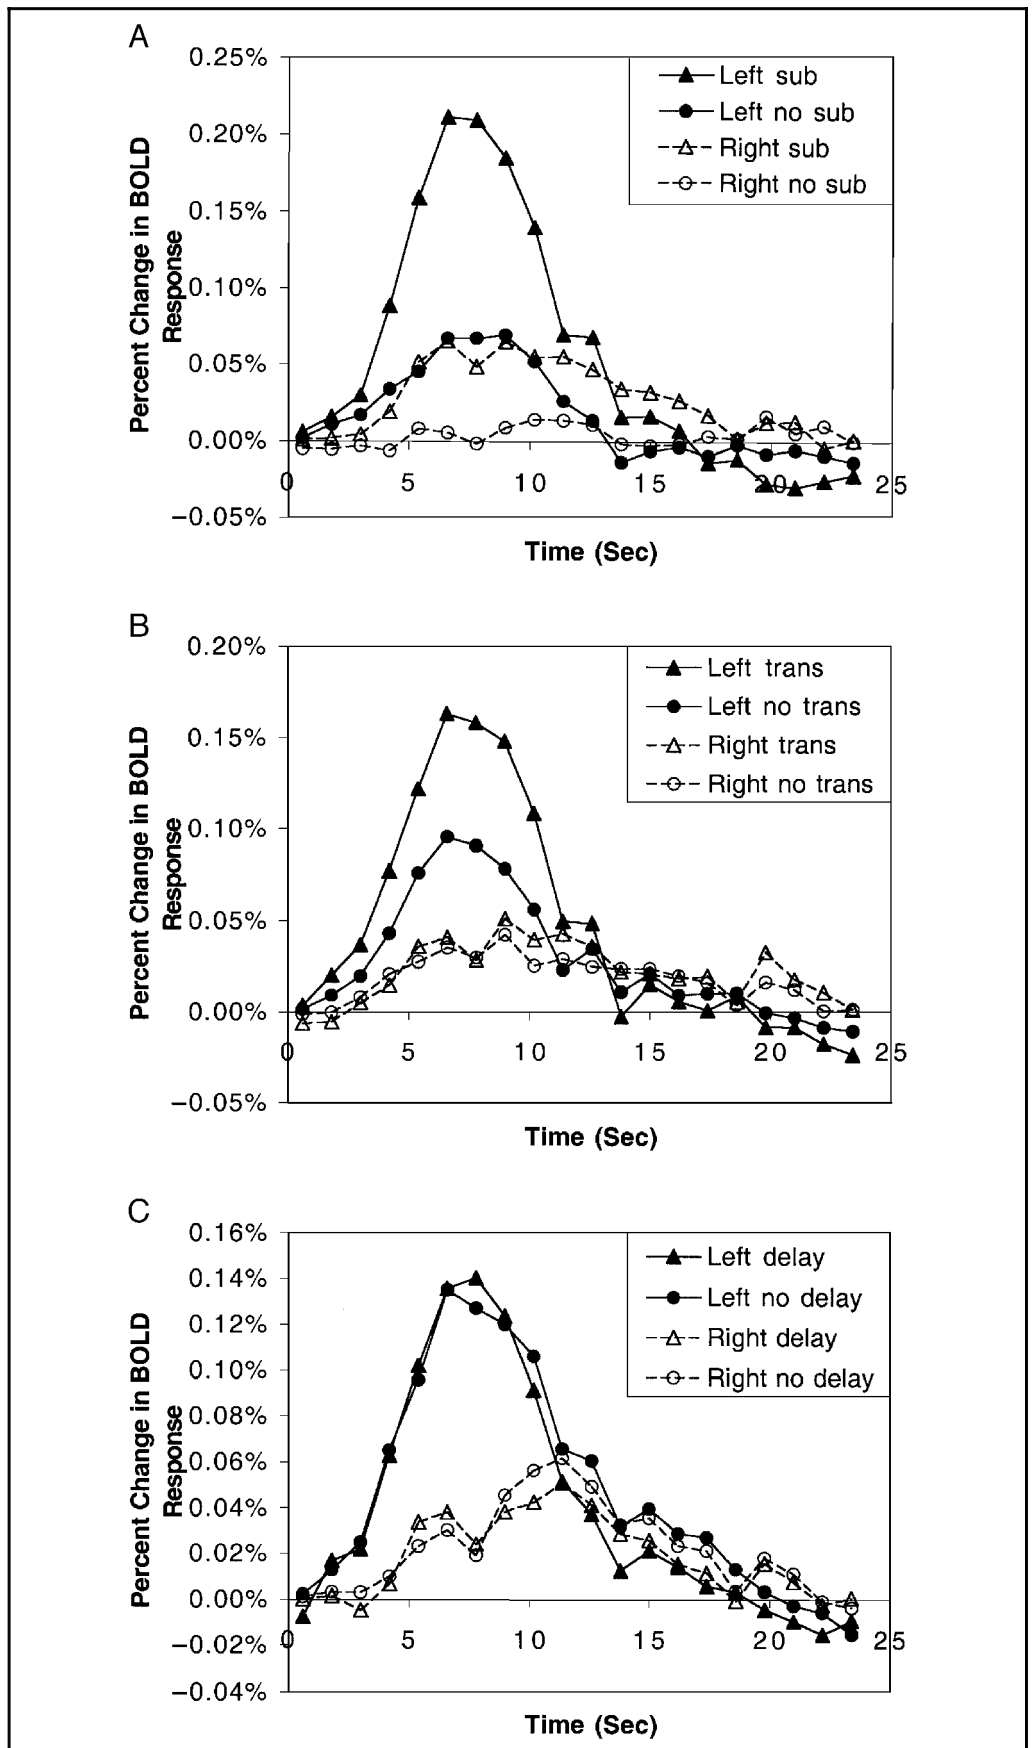 A
0.25%
0.20%
0.15%
0.10%
0.05%
0.00%
−0.05%
Percent Change in BOLD
Response
Left sub
Left no sub
Right sub
Right no sub
0 5 10 15 20 25
Time (Sec)
B
0.20%
0.15%
0.10%
0.05%
0.00%
−0.05%
Percent Change in BOLD
Response
Left trans
Left no trans
Right trans
Right no trans
0 5 10 15 20 25
Time (Sec)
C
0.16%
0.14%
0.12%
0.10%
0.08%
0.06%
0.04%
0.02%
0.00%
−0.02%
−0.04%
Percent Change in BOLD
Response
Left delay
Left no delay
Right delay
Right no delay
0 5 10 15 20 25
Time (Sec)